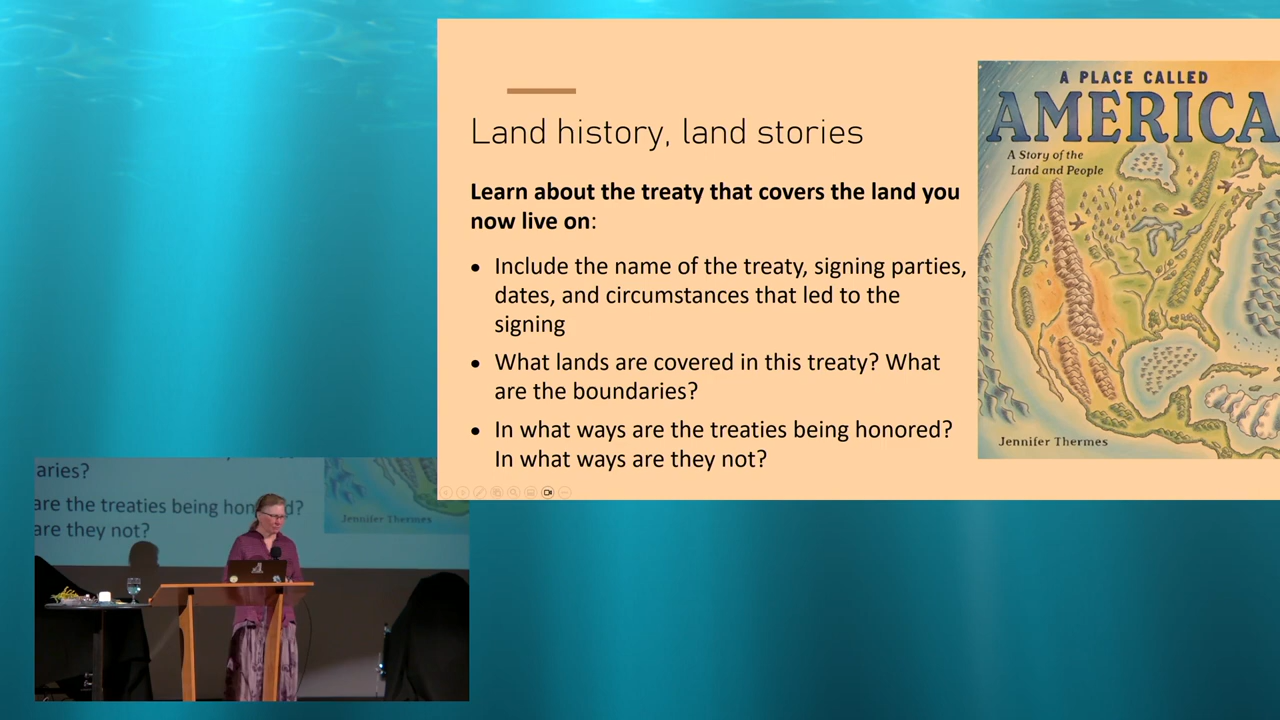 Land history, land stories
Learn about the treaty that covers the land you
now live on:
• Include the name of the treaty, signing parties,
dates, and circumstances that led to the
signing
• What lands are covered in this treaty? What
are the boundaries?
• In what ways are the treaties being honored?
In what ways are they not?
A PLACE CALLED
AMERICA
A Story of the
Land and People
Jennifer Thermes
aries?
are the treaties being hon d?
are they not?
Jennifer Thermes